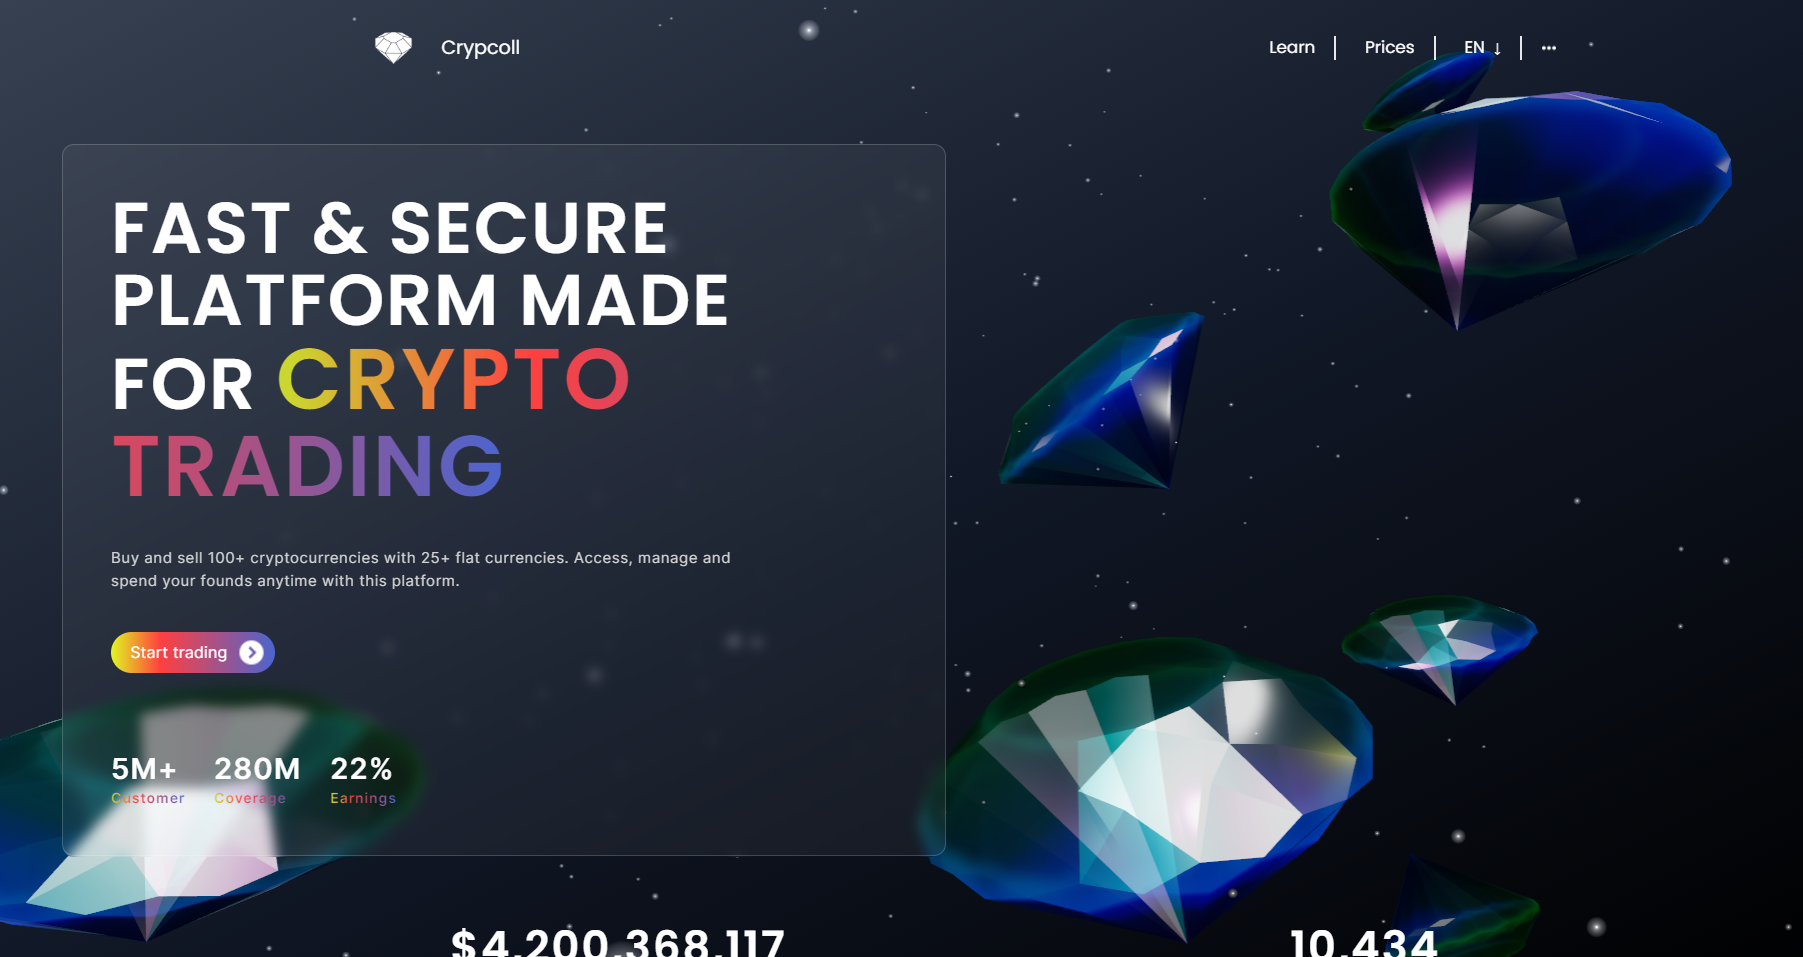 Crypcoll
Learn
Prices
EN ↓
•••
FAST & SECURE
PLATFORM MADE
FOR CRYPTO
TRADING
Buy and sell 100+ cryptocurrencies with 25+ flat currencies. Access, manage and
spend your founds anytime with this platform.
Start trading
5M+ 280M 22%
Customer Coverage Earnings
$4,200,368,117 10,434